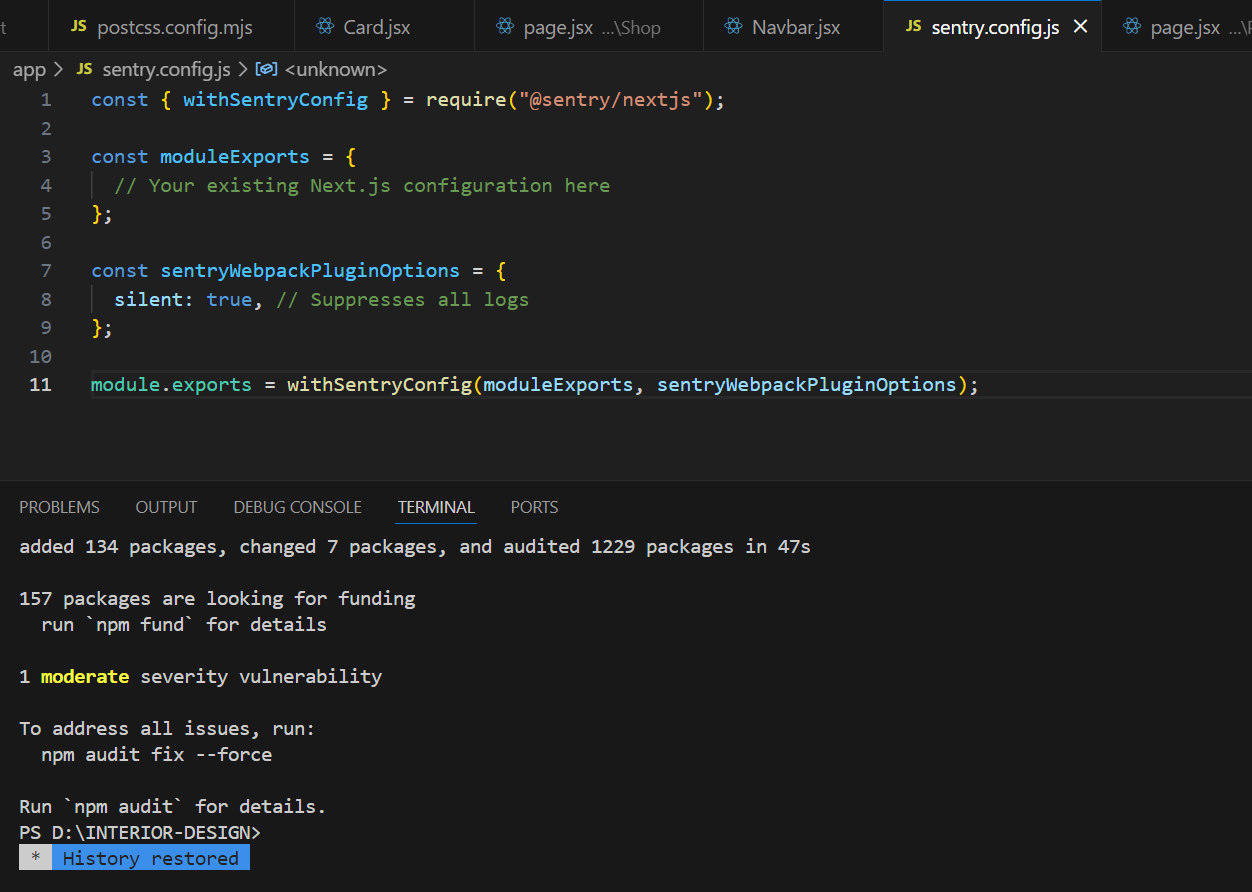 t JS postcss.config.mjs Card.jsx page.jsx ...\Shop Navbar.jsx JS sentry.config.js page.jsx ...\
app JS sentry.config.js <unknown>
1 const { withSentryConfig } = require("@sentry/nextjs");
2
3 const moduleExports = {
4 // Your existing Next.js configuration here
5 };
6
7 const sentryWebpackPluginOptions = {
8 silent: true, // Suppresses all logs
9 };
10
11 module.exports = withSentryConfig(moduleExports, sentryWebpackPluginOptions);
PROBLEMS OUTPUT DEBUG CONSOLE TERMINAL PORTS
added 134 packages, changed 7 packages, and audited 1229 packages in 47s
157 packages are looking for funding
run `npm fund` for details
1 moderate severity vulnerability
To address all issues, run:
npm audit fix --force
Run `npm audit` for details.
PS D:\INTERIOR-DESIGN>
* History restored